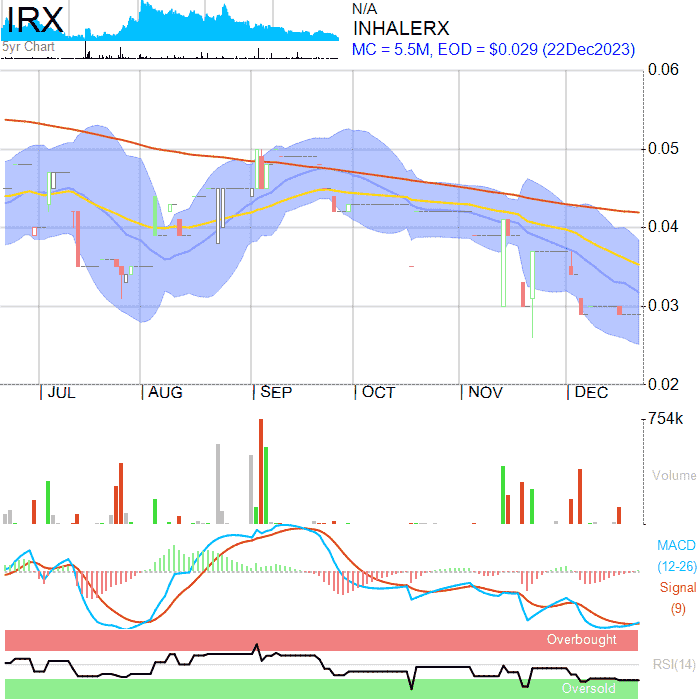 IRX
5yr Chart
N/A
INHALERX
MC = 5.5M, EOD = $0.029 (22Dec2023)
0.06
0.05
0.04
0.03
0.02
JUL AUG SEP OCT NOV DEC
754k
Volume
MACD
(12-26)
Signal
(9)
Overbought
RSI(14)
Oversold